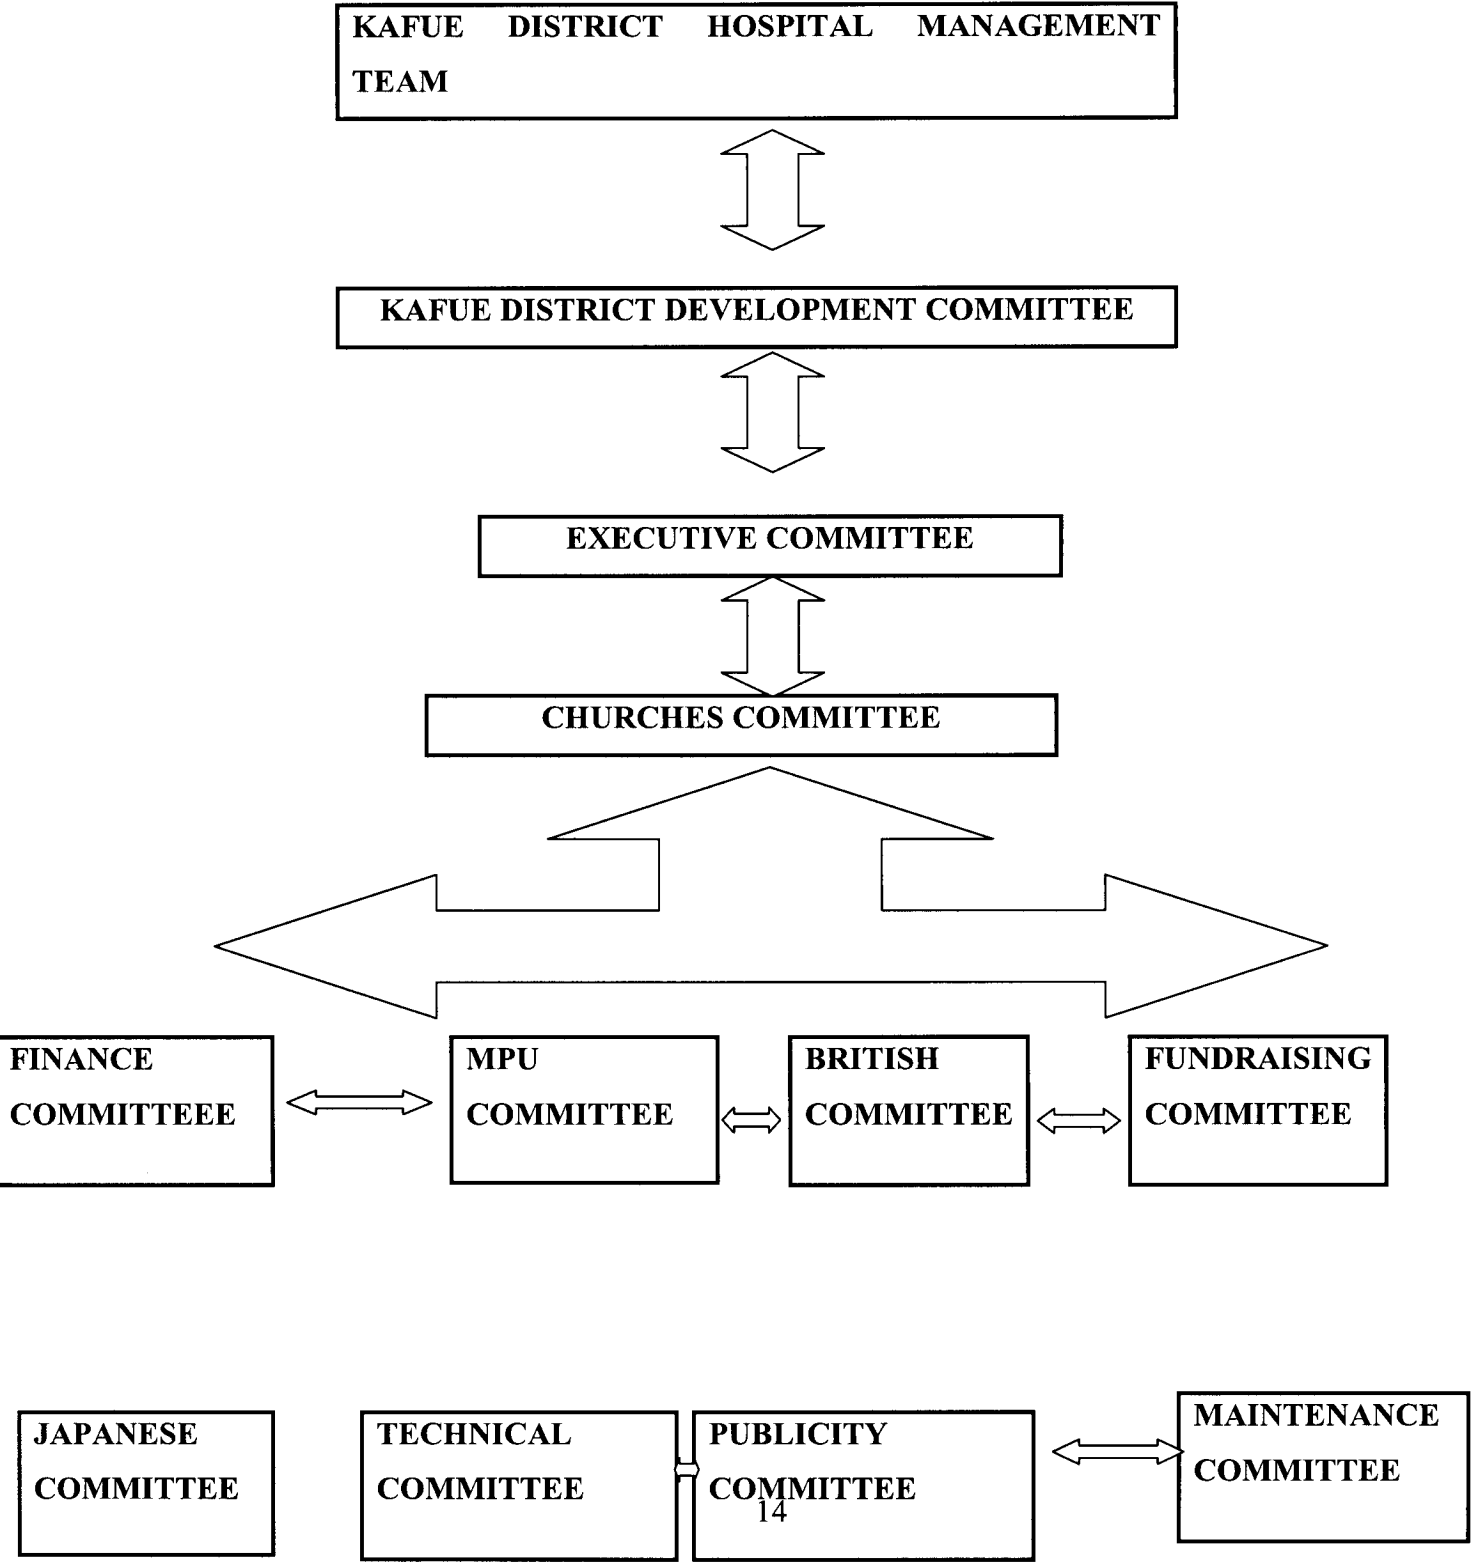 KAFUE DISTRICT HOSPITAL MANAGEMENT
TEAM
KAFUE DISTRICT DEVELOPMENT COMMITTEE
EXECUTIVE COMMITTEE
CHURCHES COMMITTEE
FINANCE
COMMITTEEE
MPU
COMMITTEE
BRITISH
COMMITTEE
FUNDRAISING
COMMITTEE
JAPANESE
COMMITTEE
TECHNICAL
COMMITTEE
PUBLICITY
COMMITTEE
MAINTENANCE
COMMITTEE
14